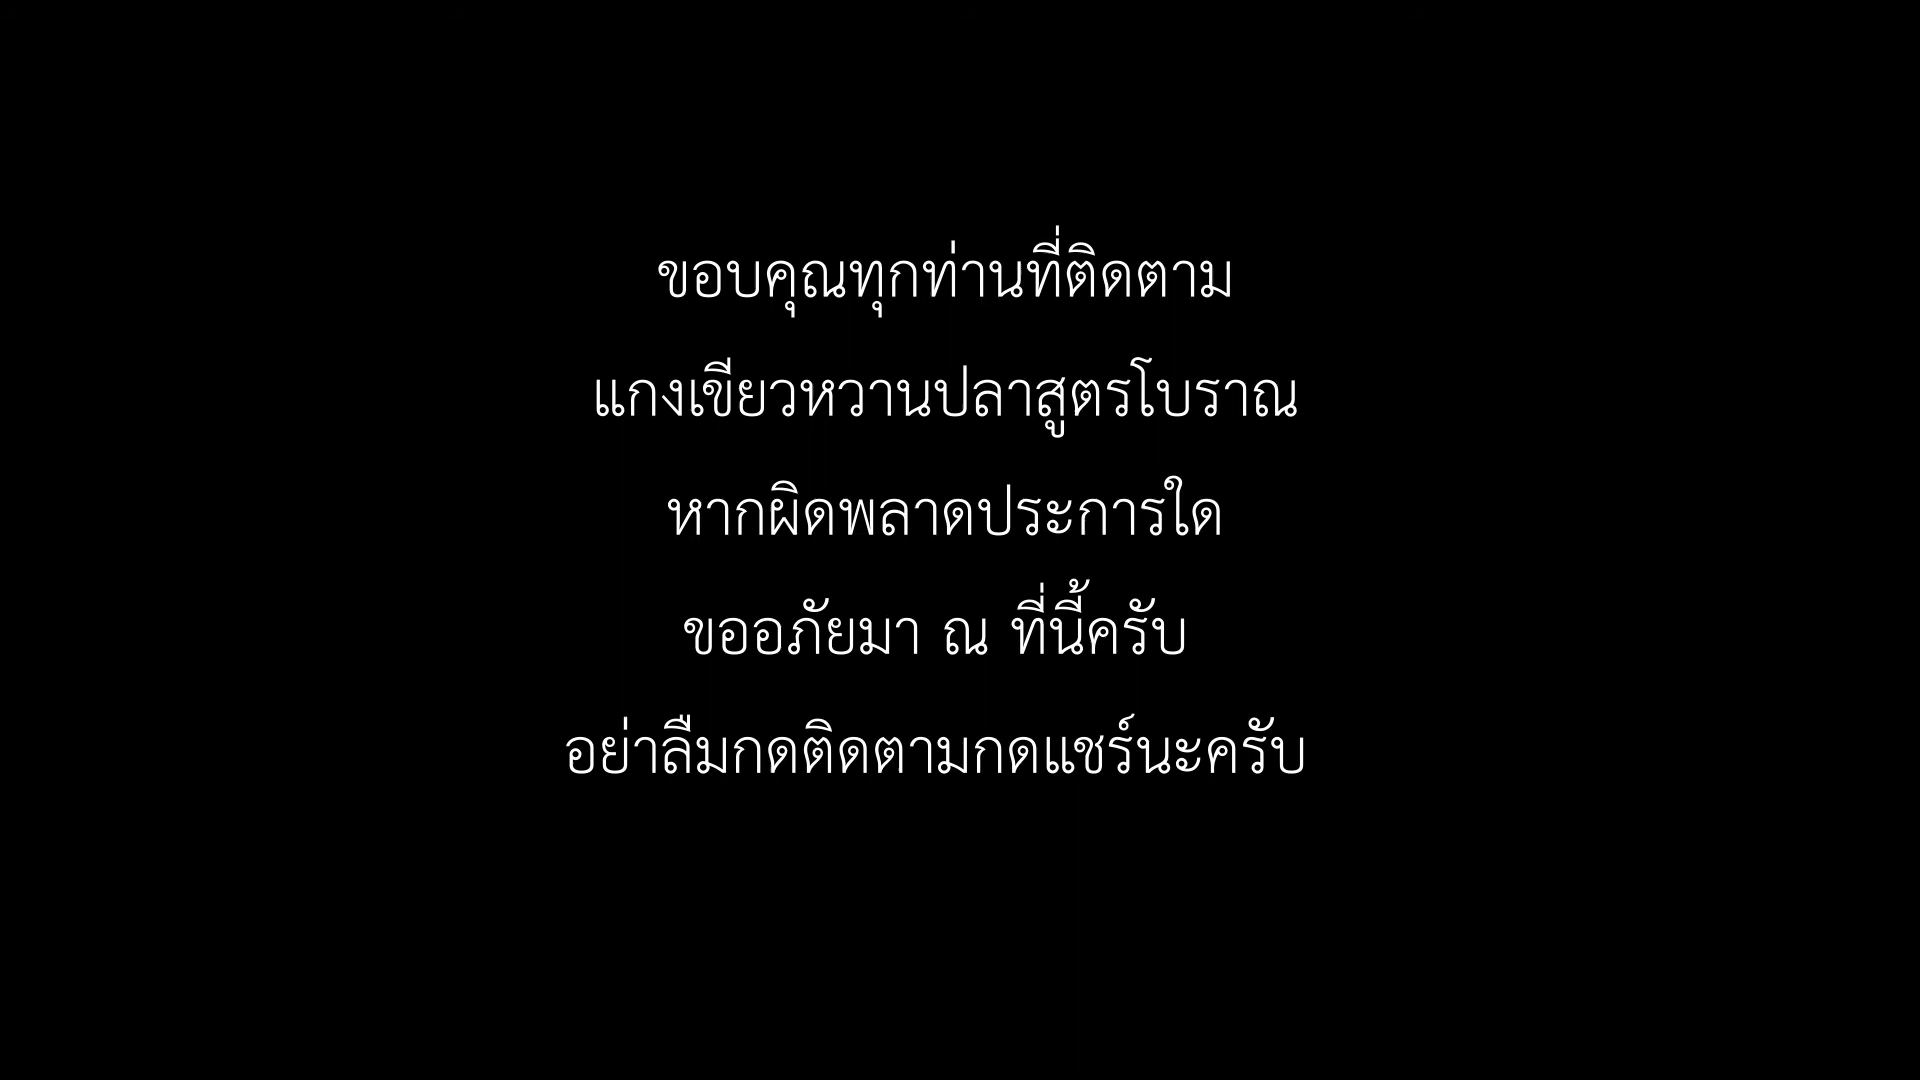 ขอบคุณทุกท่านที่ติดตาม
แกงเขียวหวานปลาสูตรโบราณ
หากผิดพลาดประการใด
ขออภัยมา ณ ที่นี้ครับ
อย่าลืมกดติดตามกดแชร์นะครับ